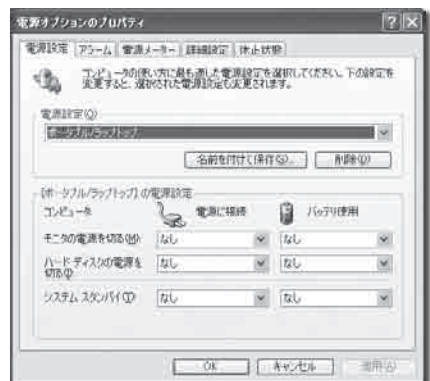 電源オプションのプロパティ
電源設定 アラーム 電源メーター 詳細設定 休止状態
コンピュータの使い方に最も適した電源設定を選択してください。下の設定を
変更すると、選択された電源設定も変更されます。
電源設定(O)
ポータブル/ラップトップ
名前を付けて保存(S)... 削除(D)
[ポータブル/ラップトップ] の電源設定
コンピュータ 電源に接続 バッテリ使用
モニタの電源を切る(M): なし なし
ハード ディスクの電源を なし なし
切る(I):
システム スタンバイ(T): なし なし
OK キャンセル 適用(A)